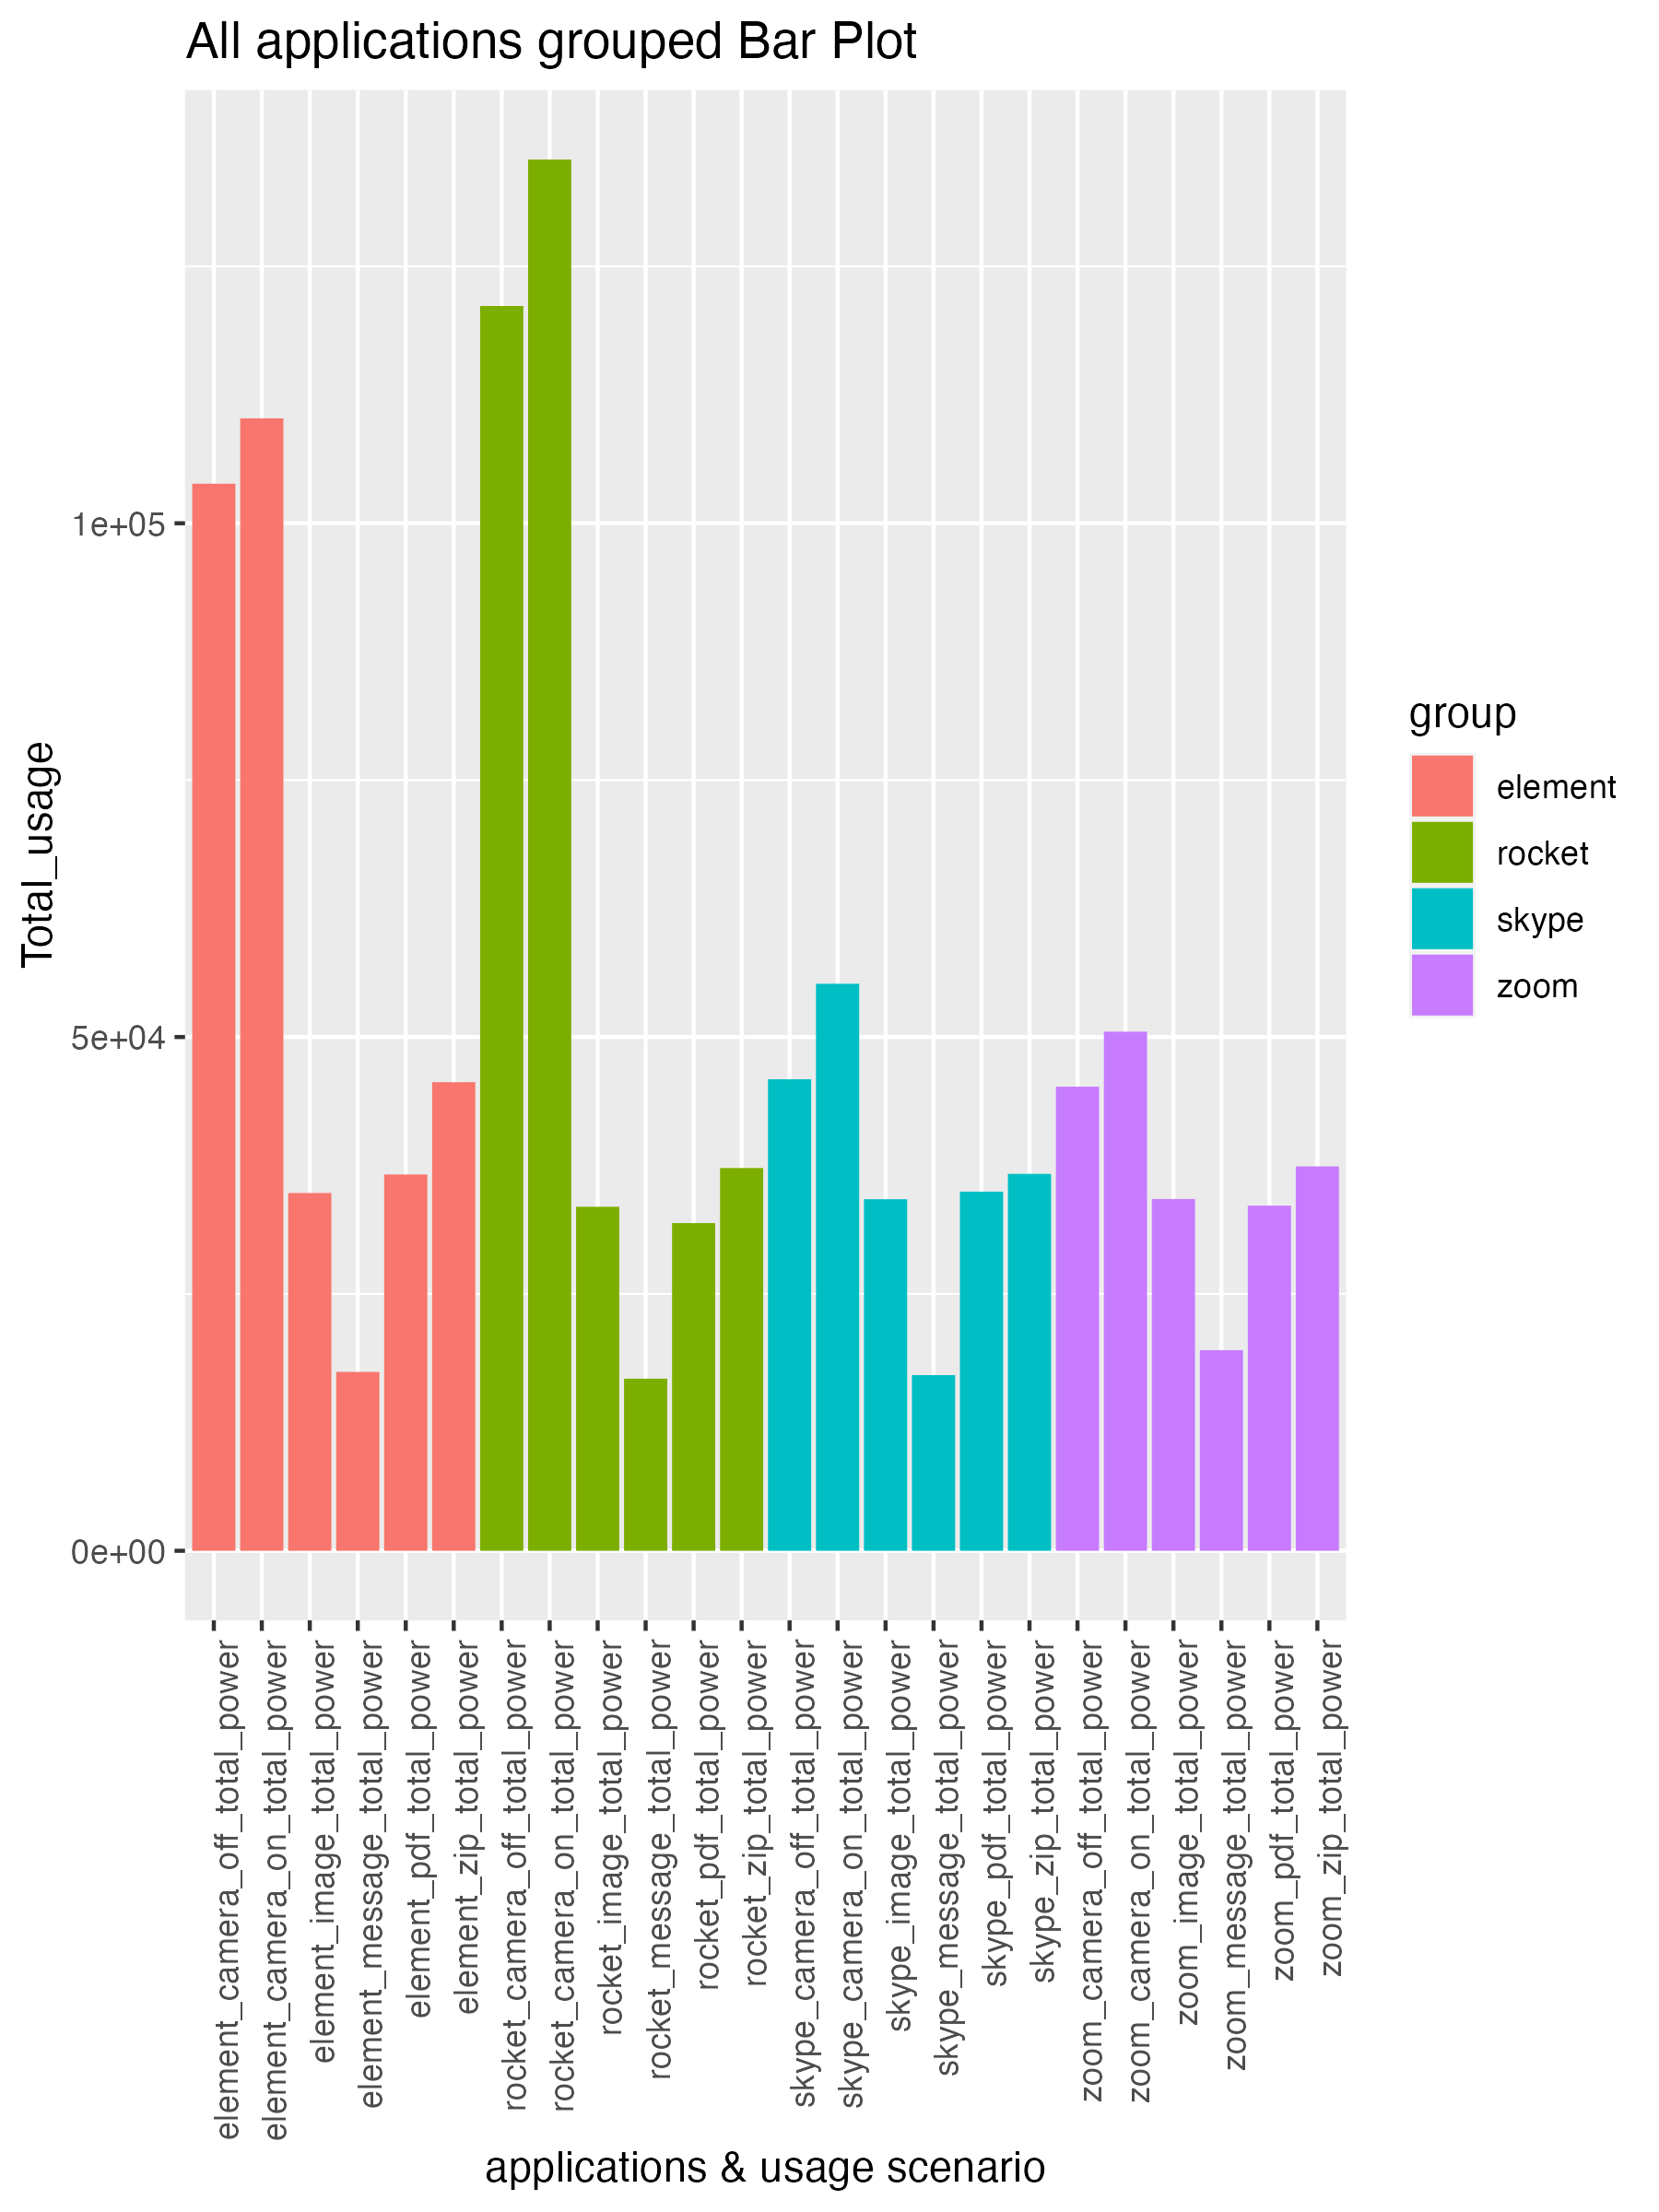 All applications grouped Bar Plot
Total_usage
1e+05
5e+04
0e+00
element_camera_off_total_power
element_camera_on_total_power
element_image_total_power
element_message_total_power
element_pdf_total_power
element_zip_total_power
rocket_camera_off_total_power
rocket_camera_on_total_power
rocket_image_total_power
rocket_message_total_power
rocket_pdf_total_power
rocket_zip_total_power
skype_camera_off_total_power
skype_camera_on_total_power
skype_image_total_power
skype_message_total_power
skype_pdf_total_power
skype_zip_total_power
zoom_camera_off_total_power
zoom_camera_on_total_power
zoom_image_total_power
zoom_message_total_power
zoom_pdf_total_power
zoom_zip_total_power
applications & usage scenario
group
element
rocket
skype
zoom